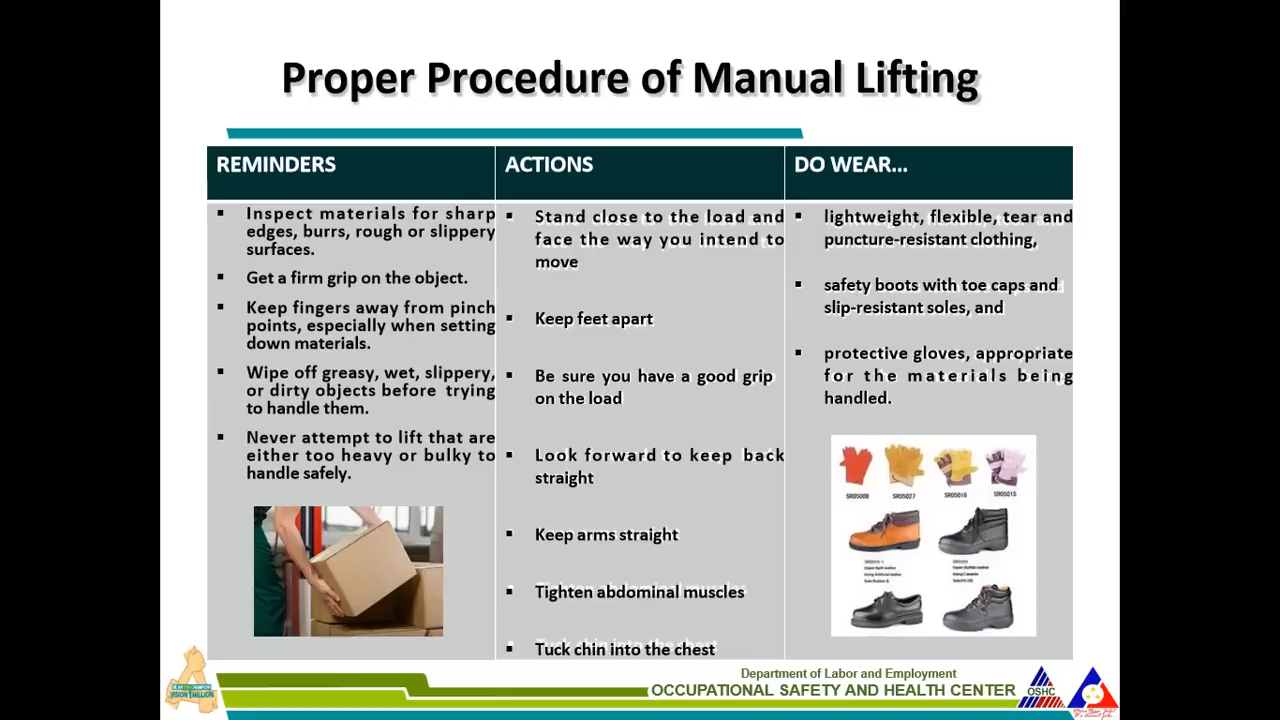 Proper Procedure of Manual Lifting
REMINDERS
▪ Inspect materials for sharp
edges, burrs, rough or slippery
surfaces.
▪ Get a firm grip on the object.
▪ Keep fingers away from pinch
points, especially when setting
down materials.
▪ Wipe off greasy, wet, slippery,
or dirty objects before trying
to handle them.
▪ Never attempt to lift that are
either too heavy or bulky to
handle safely.
ACTIONS
▪ Stand close to the load and
face the way you intend to
move
▪ Keep feet apart
▪ Be sure you have a good grip
on the load
▪ Look forward to keep back
straight
▪ Keep arms straight
▪ Tighten abdominal muscles
▪ Tuck chin into the chest
DO WEAR...
▪ lightweight, flexible, tear and
puncture-resistant clothing,
▪ safety boots with toe caps and
slip-resistant soles, and
▪ protective gloves, appropriate
for the materials being
handled.
SR05008
SR05027
SR05016
SR05015
VISION 1 MILLION
Department of Labor and Employment
OCCUPATIONAL SAFETY AND HEALTH CENTER
OSHC